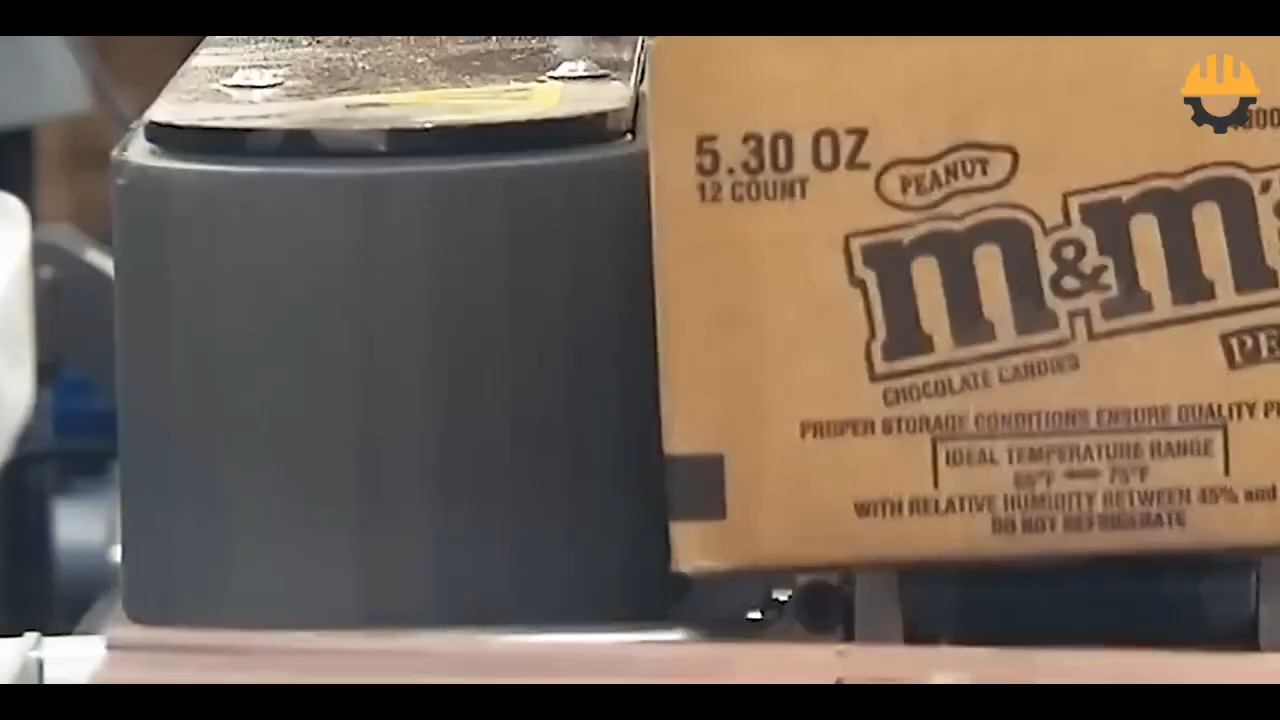 5.30 OZ
12 COUNT
PEANUT
m&m's
PE
CHOCOLATE CANDIES
PROPER STORAGE CONDITIONS ENSURE QUALITY
IDEAL TEMPERATURE RANGE
WITH RELATIVE HUMIDITY BETWEEN 45% and
DO NOT REFRIGERATE